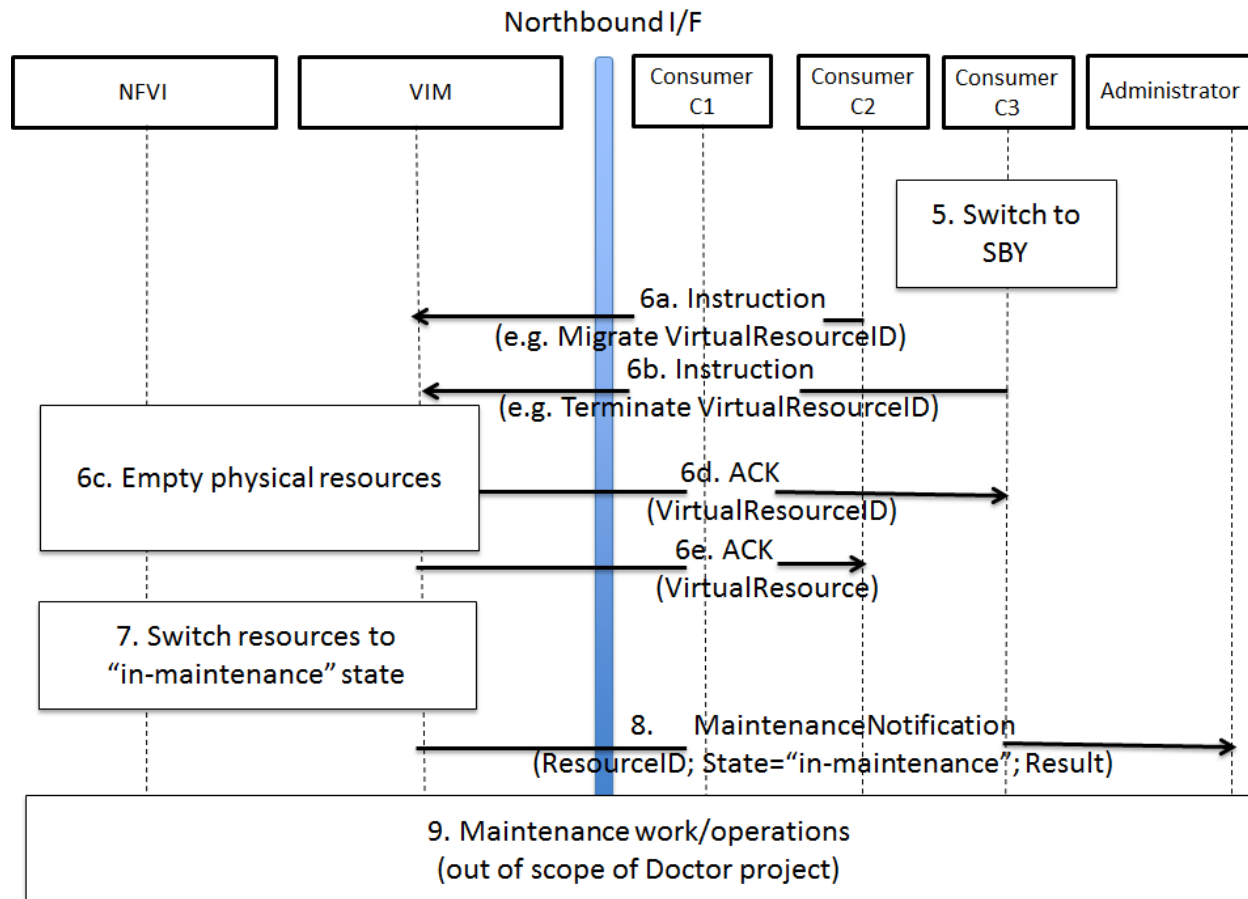 Northbound I/F
NFVI
VIM
Consumer
C1
Consumer
C2
Consumer
C3
Administrator
5. Switch to
SBY
6a. Instruction
(e.g. Migrate VirtualResourceID)
6b. Instruction
(e.g. Terminate VirtualResourceID)
6c. Empty physical resources
6d. ACK
(VirtualResourceID)
6e. ACK
(VirtualResource)
7. Switch resources to
“in-maintenance” state
8. MaintenanceNotification
(ResourceID; State=“in-maintenance”; Result)
9. Maintenance work/operations
(out of scope of Doctor project)